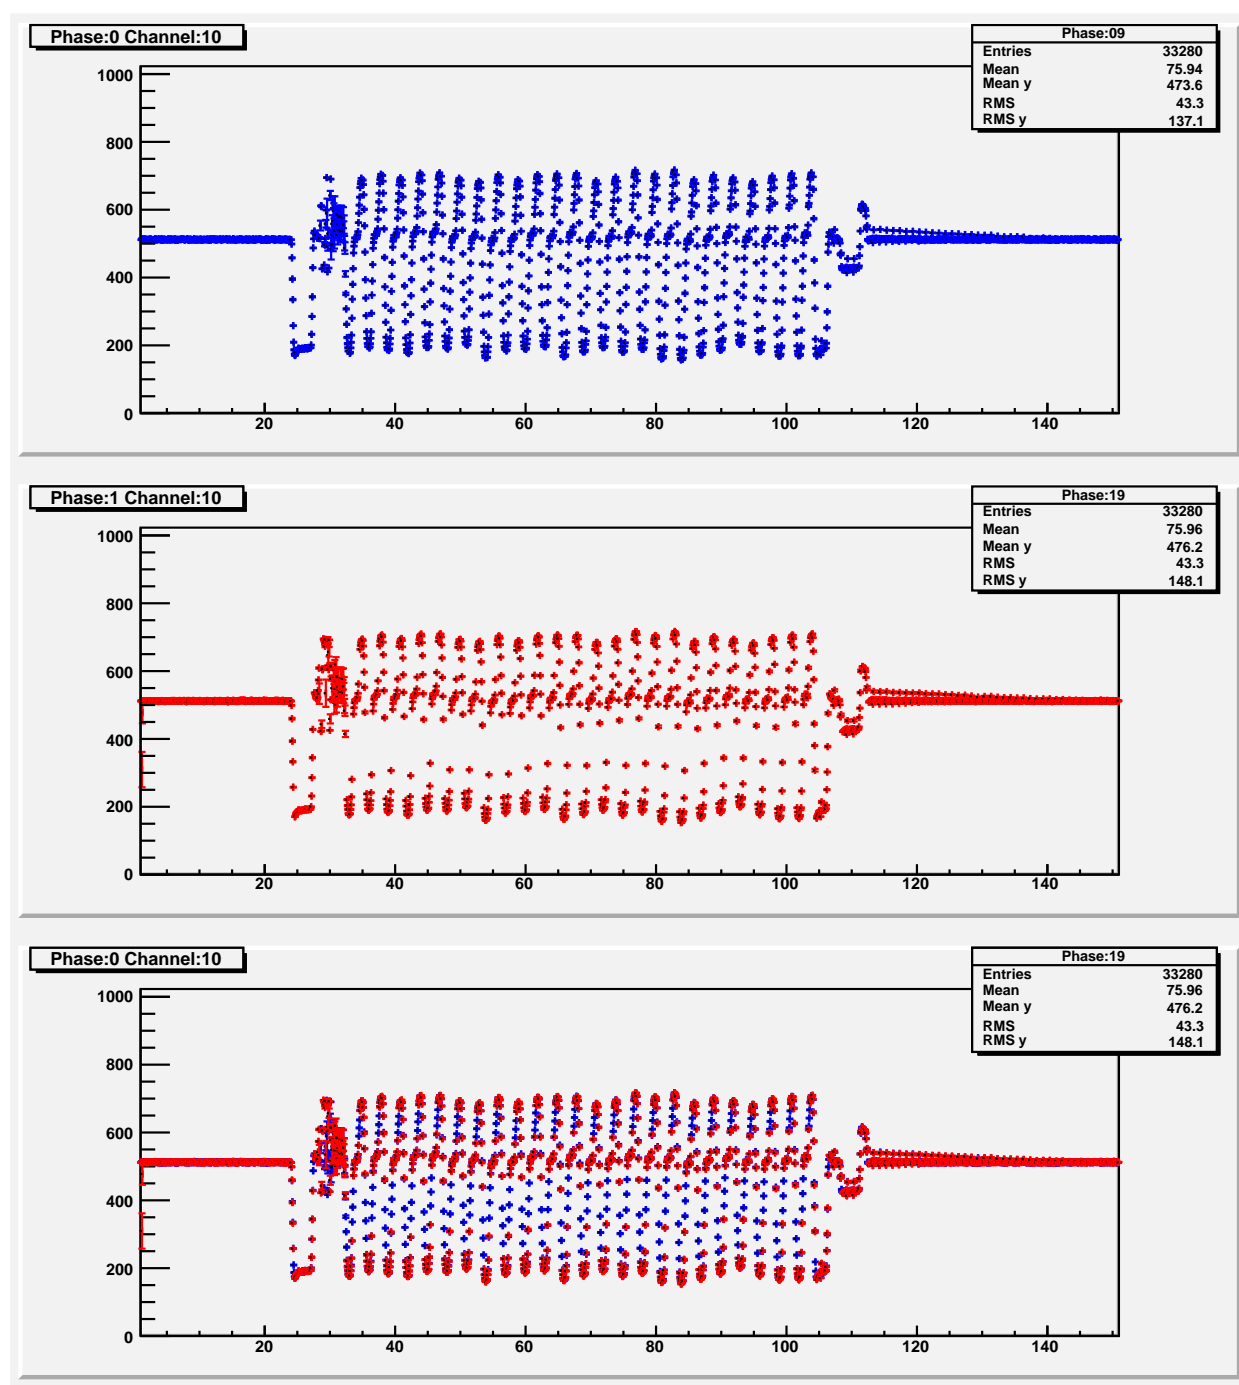 Phase:0 Channel:10
Phase:09
Entries 33280
Mean 75.94
Mean y 473.6
RMS 43.3
RMS y 137.1
1000
800
600
400
200
0
20 40 60 80 100 120 140
Phase:1 Channel:10
Phase:19
Entries 33280
Mean 75.96
Mean y 476.2
RMS 43.3
RMS y 148.1
1000
800
600
400
200
0
20 40 60 80 100 120 140
Phase:0 Channel:10
Phase:19
Entries 33280
Mean 75.96
Mean y 476.2
RMS 43.3
RMS y 148.1
1000
800
600
400
200
0
20 40 60 80 100 120 140